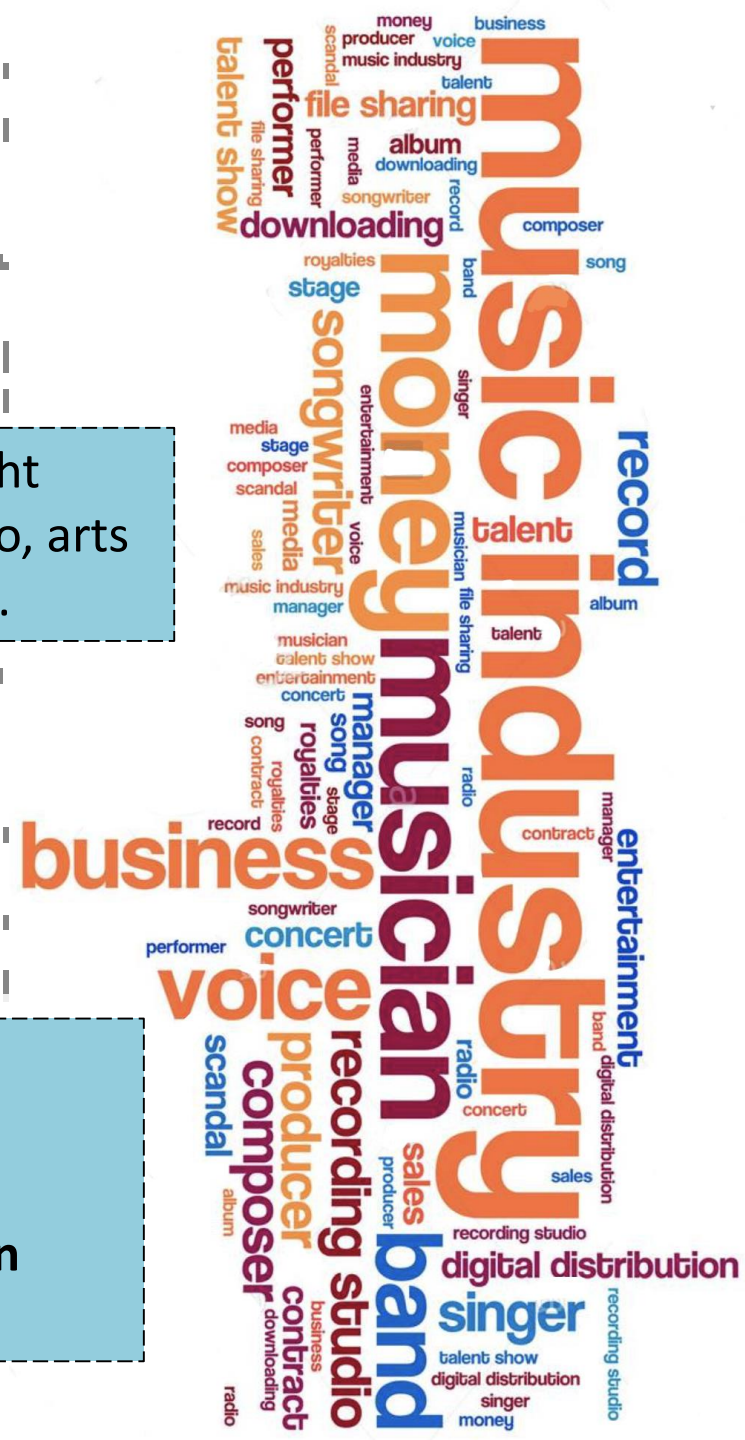 money
business
scandal
producer
voice
music industry
talent
talent show
performer
file sharing
file sharing
performer
media
album
downloading
songwriter
record
downloading
music industry
composer
royalties
band
song
stage
money
songwriter
singer
entertainment
media
stage
composer
scandal
media
sales
voice
record
musician
talent
music industry
manager
file sharing
album
talent
musician
talent show
entertainment
concert
musician
manager
song
song
royalties
contract
royalties
stage
radio
record
business
contract
manager
entertainment
songwriter
concert
performer
voice
band
digital distribution
scandal
producer
recording studio
composer
radio
concert
sales
producer
sales
album
recording studio
band
digital distribution
singer
contract
business
downloading
recording studio
talent show
digital distribution
singer
radio
money
ht
o, arts
.
n